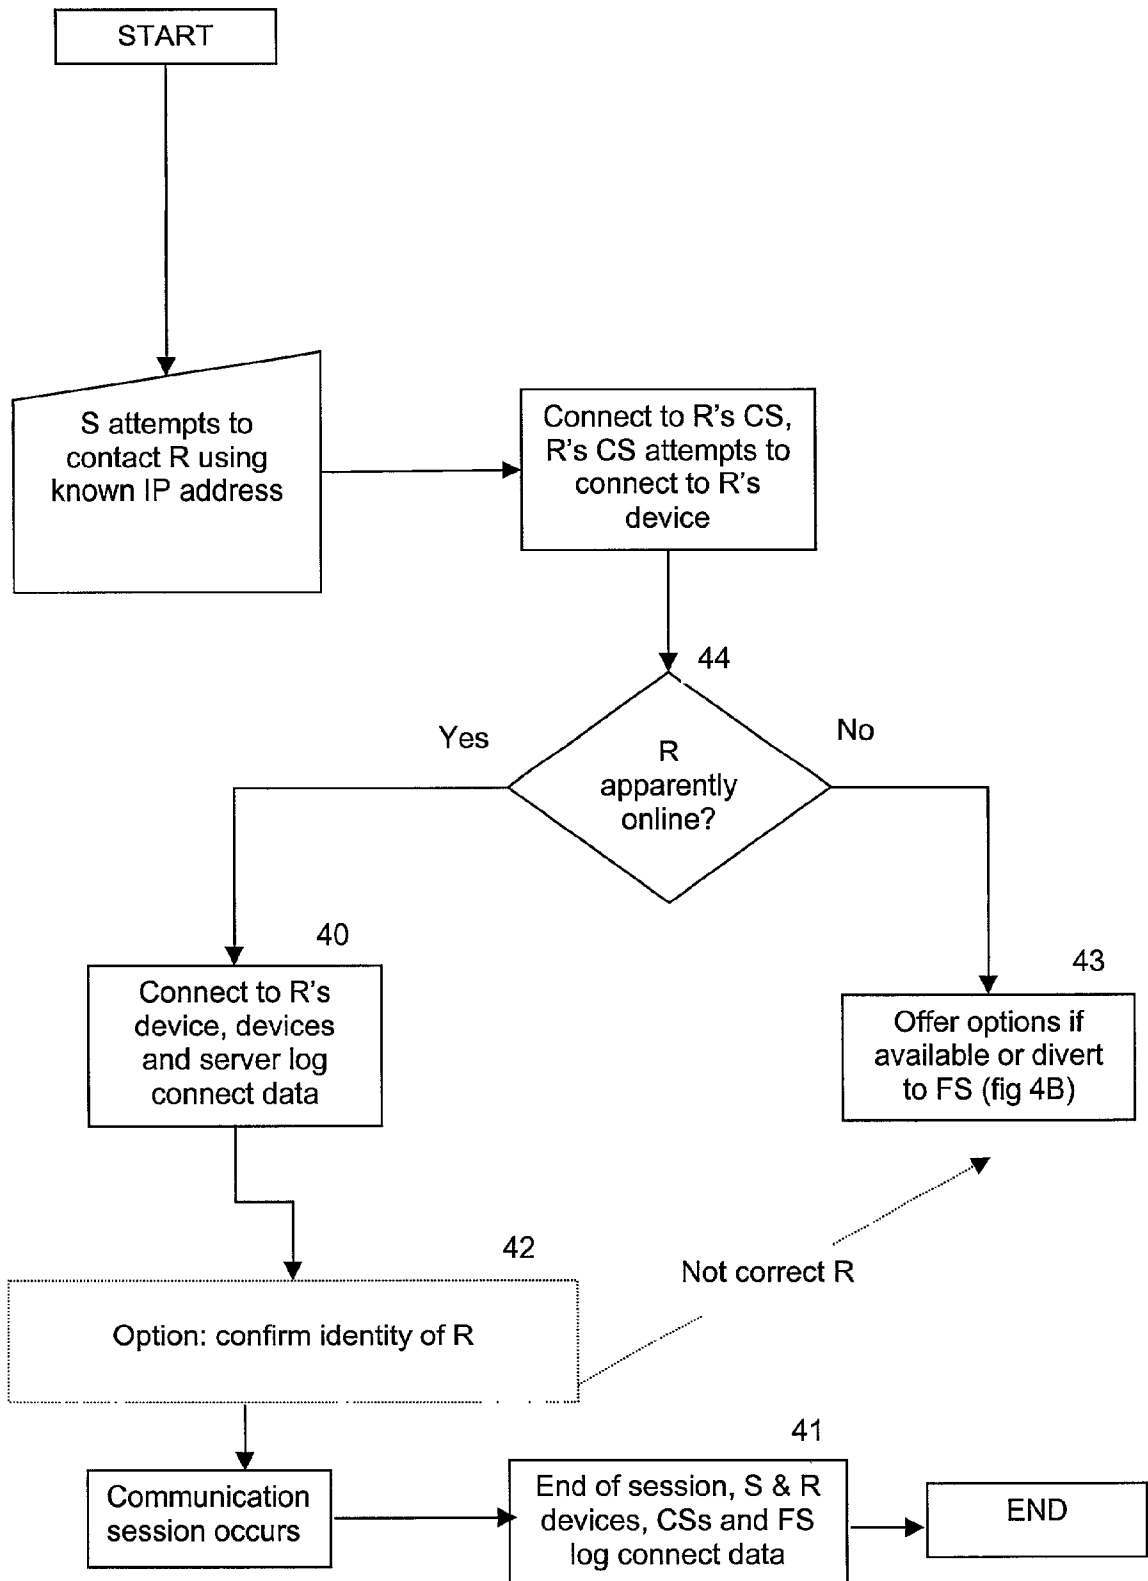 START
S attempts to
contact R using
known IP address
Connect to R's CS,
R's CS attempts to
connect to R's
device
44
Yes
No
R
apparently
online?
40
43
Connect to R's
device, devices
and server log
connect data
Offer options if
available or divert
to FS (fig 4B)
42
Not correct R
Option: confirm identity of R
41
Communication
session occurs
End of session, S & R
devices, CSs and FS
log connect data
END